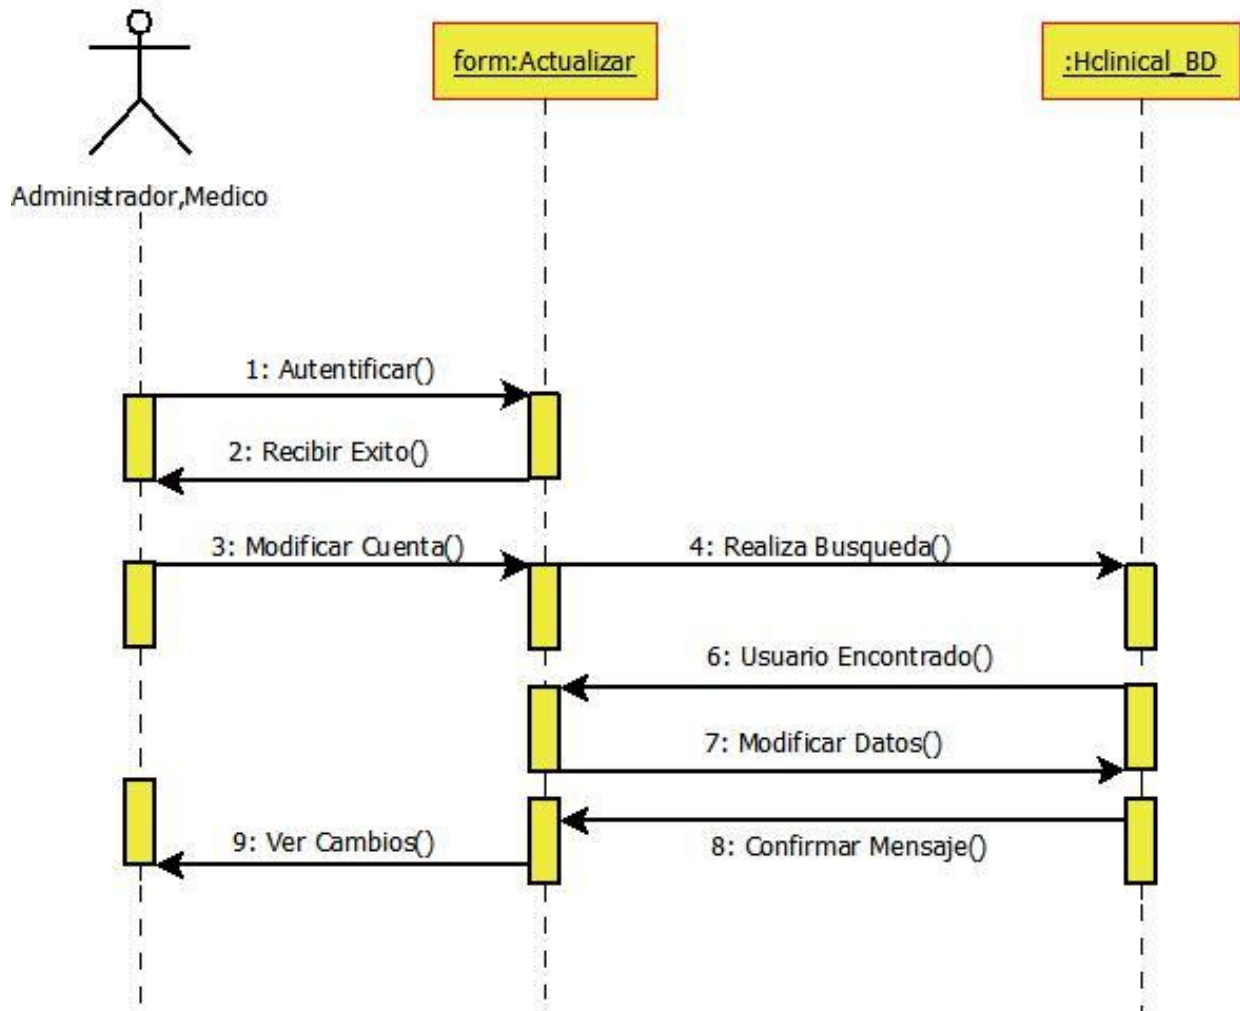 form:Actualizar
:Hclinical_BD
Administrador,Medico
1: Autentificar()
2: Recibir Exito()
3: Modificar Cuenta()
4: Realiza Busqueda()
6: Usuario Encontrado()
7: Modificar Datos()
9: Ver Cambios()
8: Confirmar Mensaje()